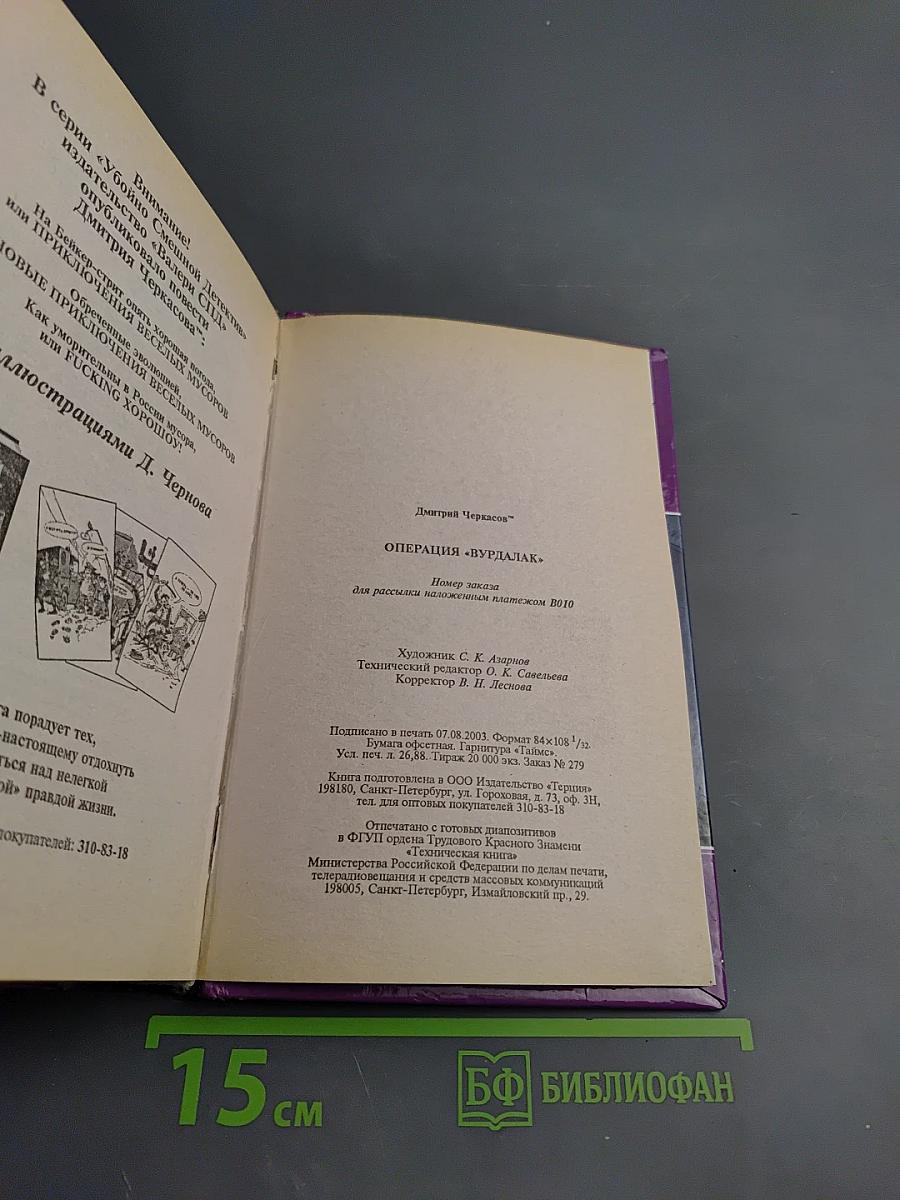 Внимание!
В серии «Убойно Смешной Детектив»
издательство «Валери СПД»
опубликовало повести
Дмитрия Черкасова™:
На Бейкер-стрит опять хорошая погода,
или ПРИКЛЮЧЕНИЯ ВЕСЕЛЫХ МУСОРОВ
Обреченные эволюцией,
НОВЫЕ ПРИКЛЮЧЕНИЯ ВЕСЕЛЫХ МУСОРОВ
Как уморительны в России мусора,
или FUCKING ХОРОШОУ!
иллюстрациями Д. Чернова
порадует тех,
-настоящему отдохнуть
над нелегкой
правдой жизни.
покупателей: 310-83-18
Дмитрий Черкасов™
ОПЕРАЦИЯ «ВУРДАЛАК»
Номер заказа
для рассылки наложенным платежом В010
Художник С. К. Азарнов
Технический редактор О. К. Савельева
Корректор В. Н. Леснова
Подписано в печать 07.08.2003. Формат 84×108 1/32.
Бумага офсетная. Гарнитура «Таймс».
Усл. печ. л. 26,88. Тираж 20 000 экз. Заказ № 279
Книга подготовлена в ООО Издательство «Терция»
198180, Санкт-Петербург, ул. Гороховая, д. 73, оф. 3Н,
тел. для оптовых покупателей 310-83-18
Отпечатано с готовых диапозитивов
в ФГУП ордена Трудового Красного Знамени
«Техническая книга»
Министерства Российской Федерации по делам печати,
телерадиовещания и средств массовых коммуникаций
198005, Санкт-Петербург, Измайловский пр., 29.
15 см
БФ БИБЛИОФАН